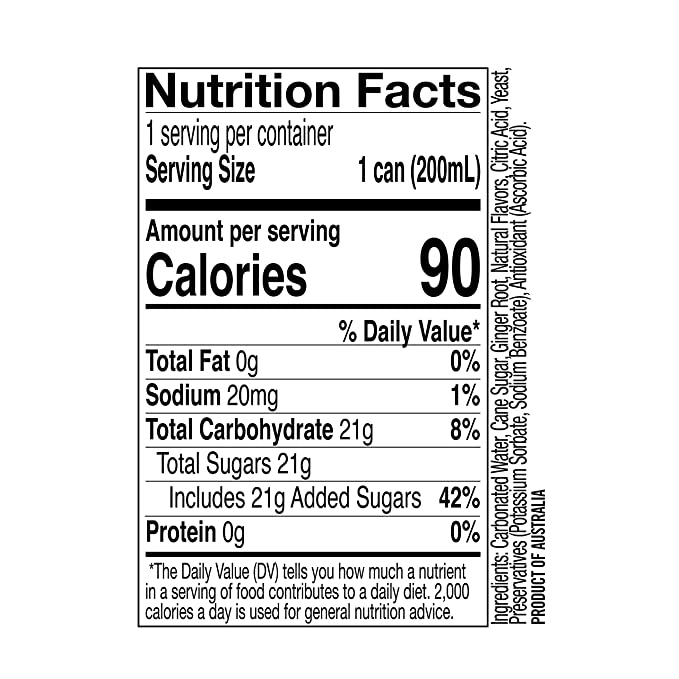 Nutrition Facts
1 serving per container
Serving Size 1 can (200mL)
Amount per serving
Calories 90
% Daily Value*
Total Fat 0g 0%
Sodium 20mg 1%
Total Carbohydrate 21g 8%
Total Sugars 21g
Includes 21g Added Sugars 42%
Protein 0g 0%
*The Daily Value (DV) tells you how much a nutrient
in a serving of food contributes to a daily diet. 2,000
calories a day is used for general nutrition advice.
Ingredients: Carbonated Water, Cane Sugar, Ginger Root, Natural Flavors, Citric Acid, Yeast,
Preservatives (Potassium Sorbate, Sodium Benzoate), Antioxidant (Ascorbic Acid).
PRODUCT OF AUSTRALIA